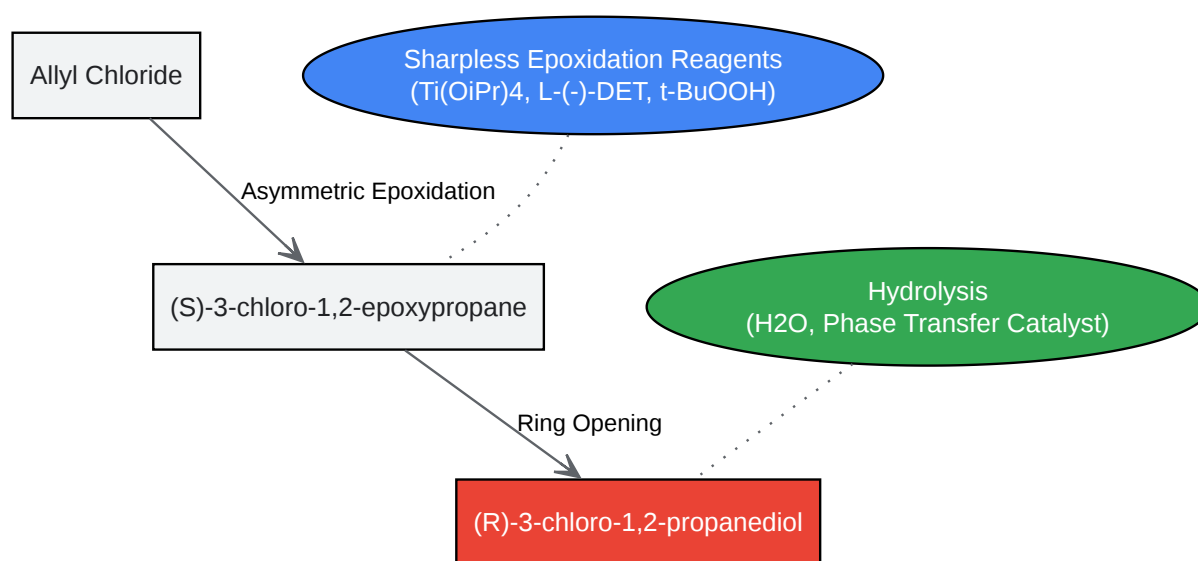 Allyl Chloride
Sharpless Epoxidation Reagents
(Ti(OiPr)4, L-(-)-DET, t-BuOOH)
Asymmetric Epoxidation
(S)-3-chloro-1,2-epoxypropane
Hydrolysis
(H2O, Phase Transfer Catalyst)
Ring Opening
(R)-3-chloro-1,2-propanediol